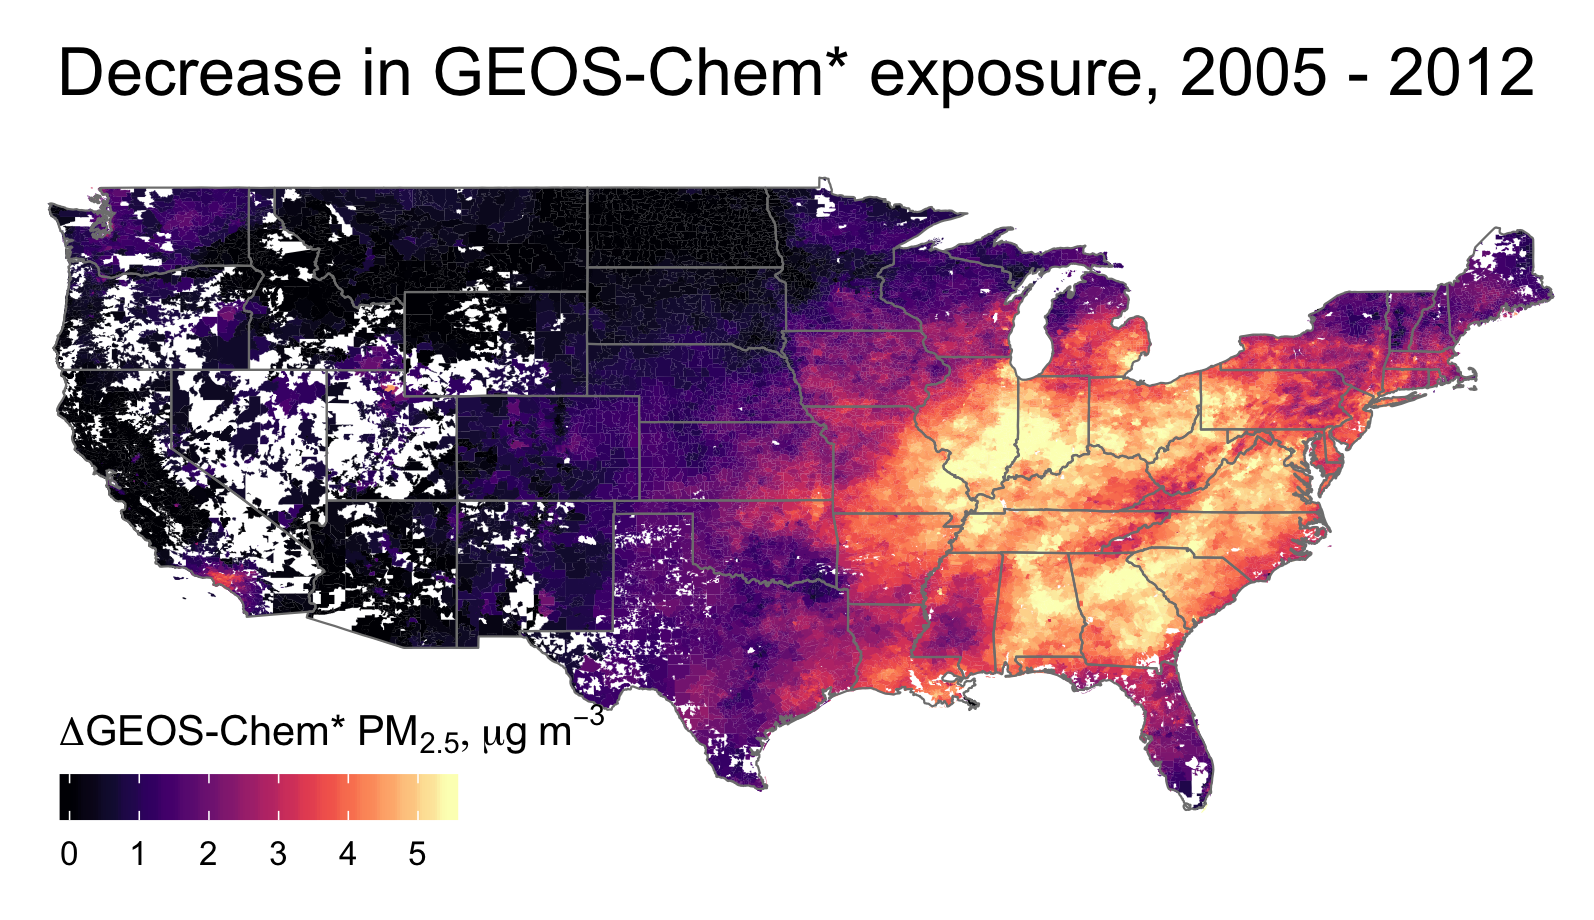 Decrease in GEOS-Chem* exposure, 2005 - 2012
ΔGEOS-Chem* PM₂.₅, μg m⁻³
0 1 2 3 4 5